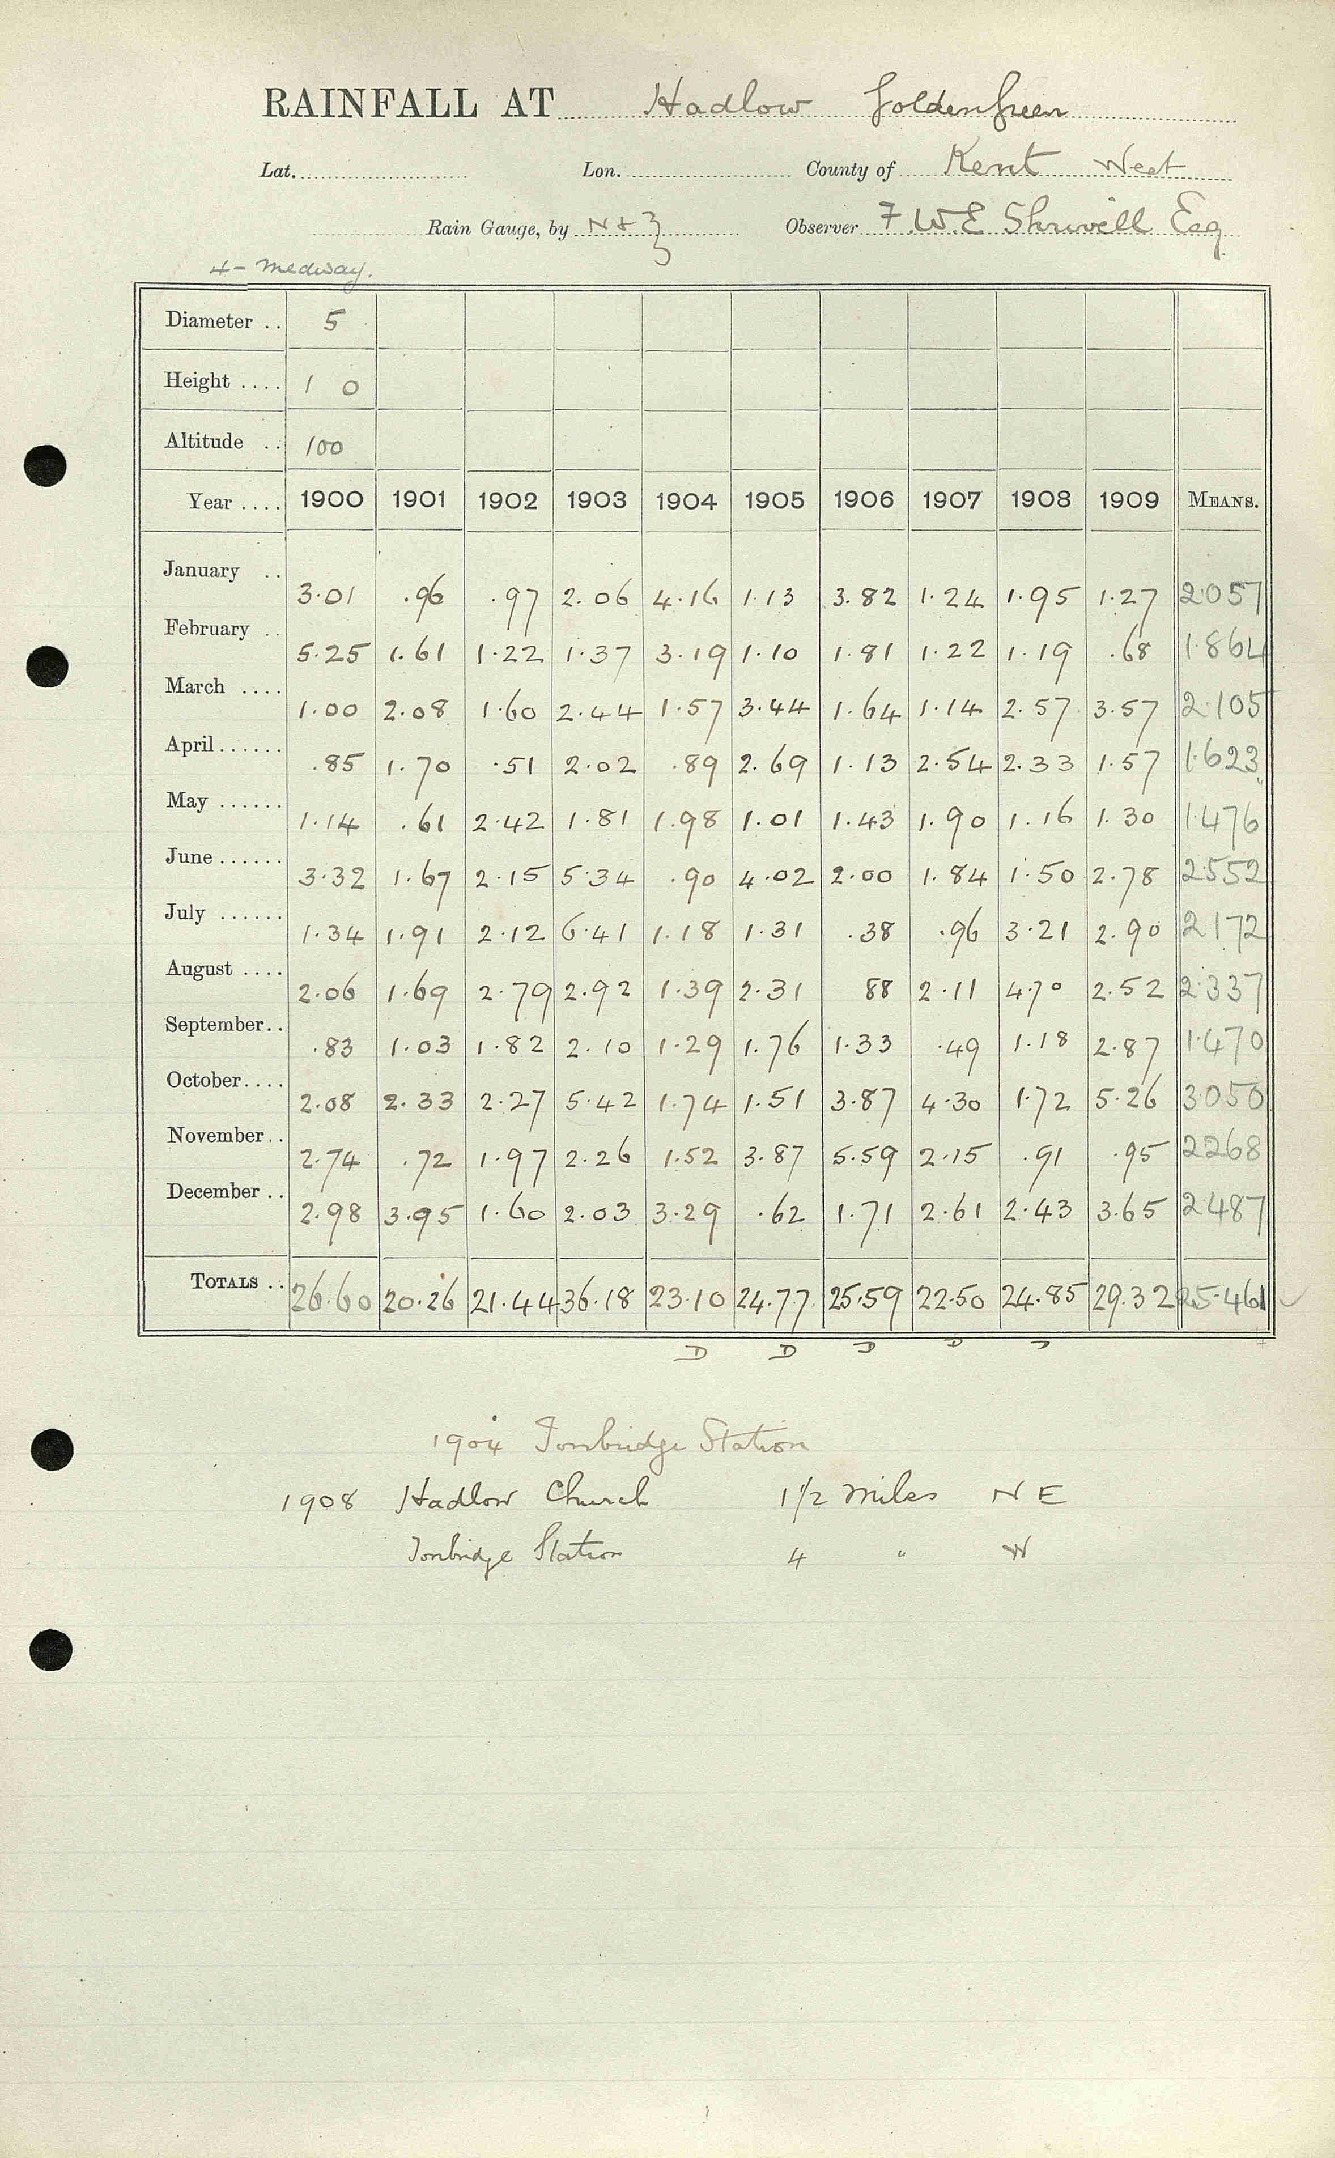 RAINFALL AT Hadlow Golden Green
Lat. Lon. County of Kent West
Rain Gauge, by N & Z Observer F. W. E. Shrivell Esq
4 - Medway.
Diameter .. 5
Height .... 1 0
Altitude .. 100
Year .... 1900 1901 1902 1903 1904 1905 1906 1907 1908 1909 MEANS.
January .. 3.01 .96 .97 2.06 4.16 1.13 3.82 1.24 1.95 1.27 2.057
February .. 5.25 1.61 1.22 1.37 3.19 1.10 1.81 1.22 1.19 .68 1.864
March .... 1.00 2.08 1.60 2.44 1.57 3.44 1.64 1.14 2.57 3.57 2.105
April ...... .85 1.70 .51 2.02 .89 2.69 1.13 2.54 2.33 1.57 1.623
May ...... 1.14 .61 2.42 1.81 1.98 1.01 1.43 1.90 1.16 1.30 1.476
June ...... 3.32 1.67 2.15 5.34 .90 4.02 2.00 1.84 1.50 2.78 2.552
July ...... 1.34 1.91 2.12 6.41 1.18 1.31 .38 .96 3.21 2.90 2172
August .... 2.06 1.69 2.79 2.92 1.39 2.31 88 2.11 4.70 2.52 2.337
September.. .83 1.03 1.82 2.10 1.29 1.76 1.33 .49 1.18 2.87 1.470
October.... 2.08 2.33 2.27 5.42 1.74 1.51 3.87 4.30 1.72 5.26 3050
November.. 2.74 .72 1.97 2.26 1.52 3.87 5.59 2.15 .91 .95 2268
December .. 2.98 3.95 1.60 2.03 3.29 .62 1.71 2.61 2.43 3.65 2487
TOTALS .. 26.60 20.26 21.44 36.18 23.10 24.77 25.59 22.50 24.85 29.32 25.461
D D D D D
1904 Tonbridge Station
1908 Hadlow Church 1 1/2 miles N E
Tonbridge Station 4 " W